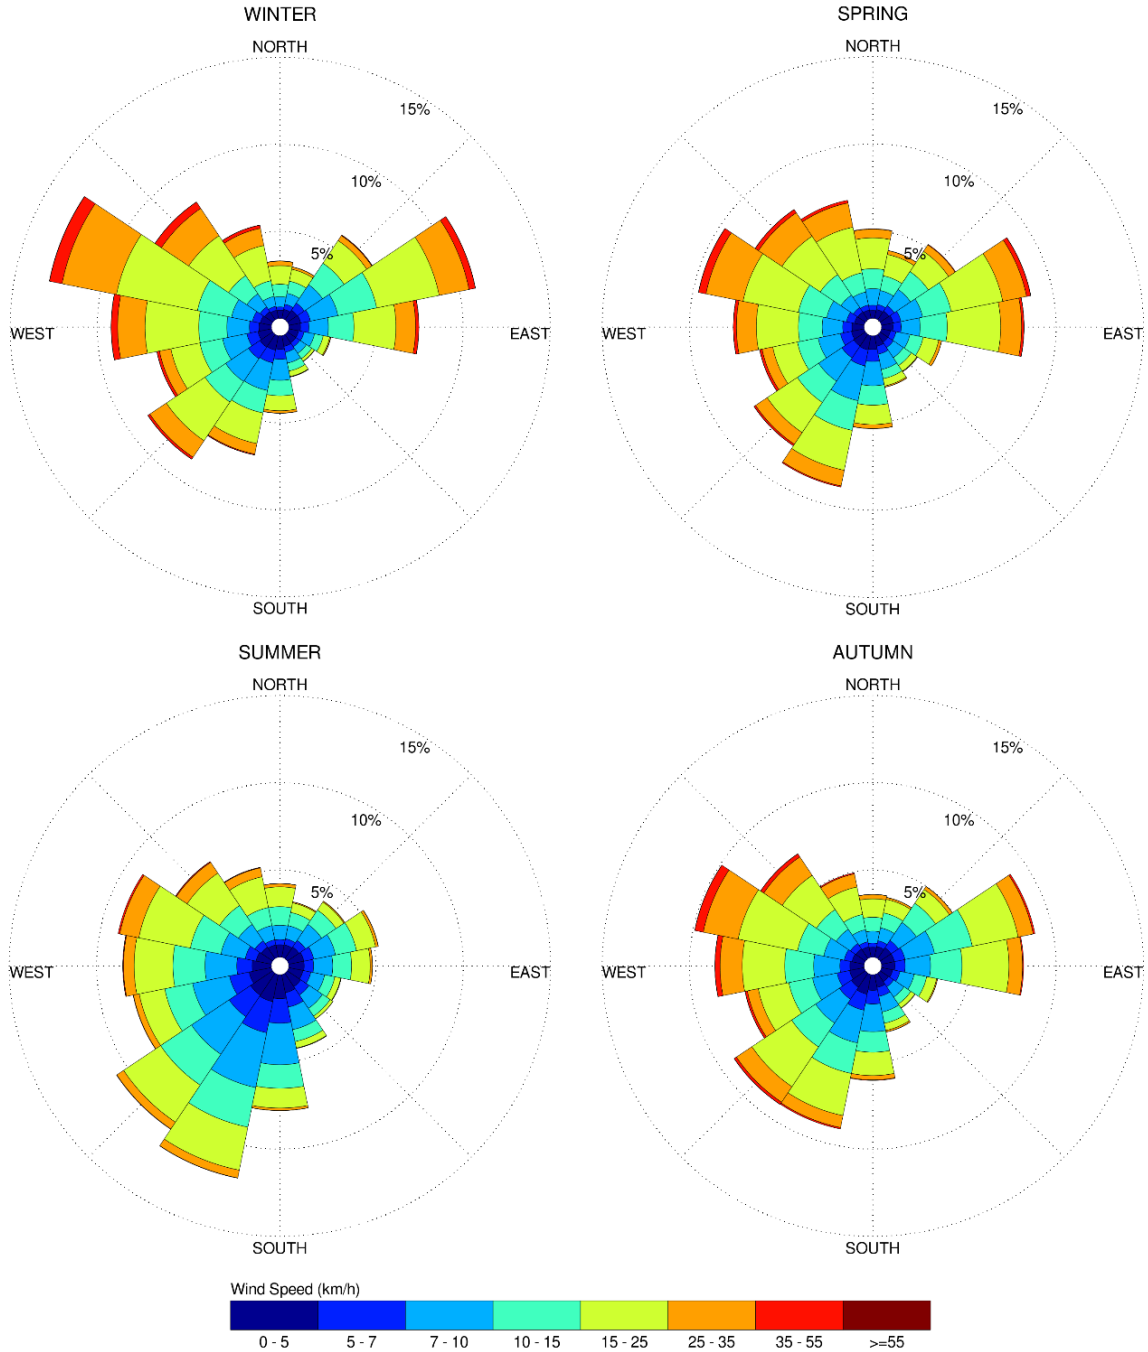 WINTER
NORTH
15%
10%
5%
WEST
EAST
SOUTH
SPRING
NORTH
15%
10%
5%
WEST
EAST
SOUTH
SUMMER
NORTH
15%
10%
5%
WEST
EAST
SOUTH
AUTUMN
NORTH
15%
10%
5%
WEST
EAST
SOUTH
Wind Speed (km/h)
0 - 5 5 - 7 7 - 10 10 - 15 15 - 25 25 - 35 35 - 55 >=55